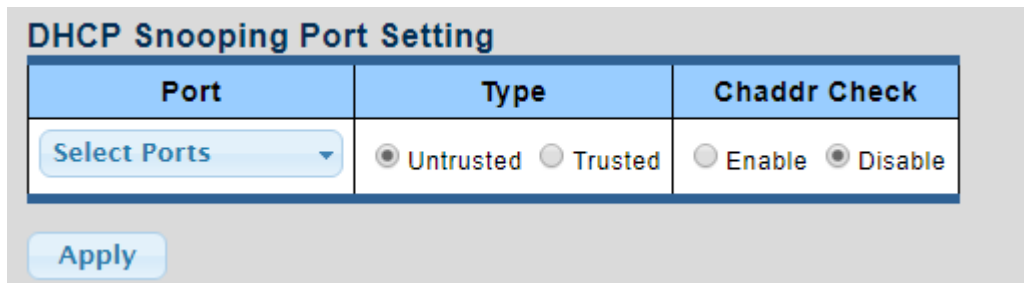 DHCP Snooping Port Setting
Port Type Chaddr Check
Select Ports Untrusted Trusted Enable Disable
Apply